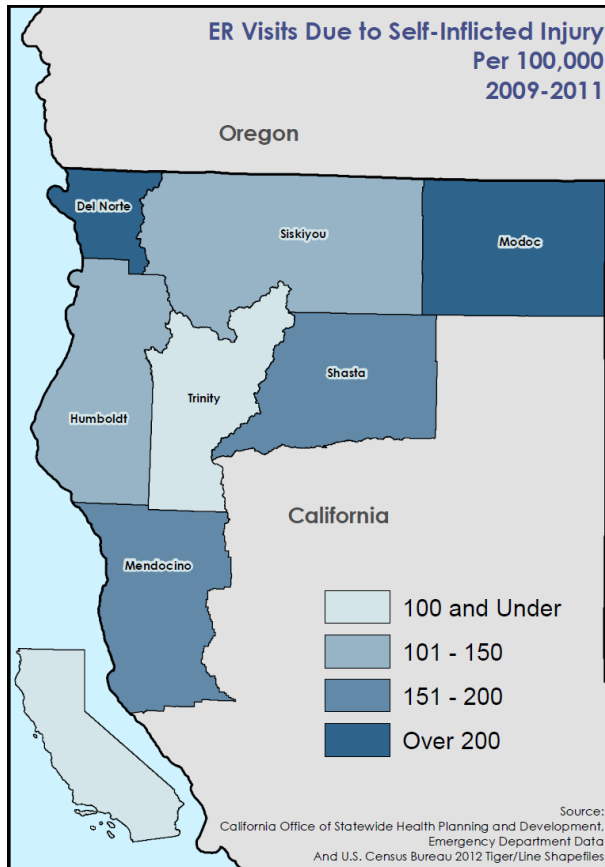 ER Visits Due to Self-Inflicted Injury
Per 100,000
2009-2011
Oregon
Del Norte
Siskiyou
Modoc
Shasta
Trinity
Humboldt
California
Mendocino
100 and Under
101 - 150
151 - 200
Over 200
Source:
California Office of Statewide Health Planning and Development,
Emergency Department Data
And U.S. Census Bureau 2012 Tiger/Line Shapefiles